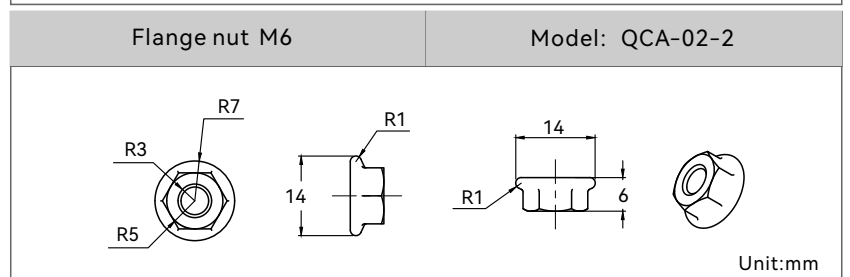 Flange nut M6
Model: QCA-02-2
R7
R3
R5
R1
14
14
R1
6
Unit:mm